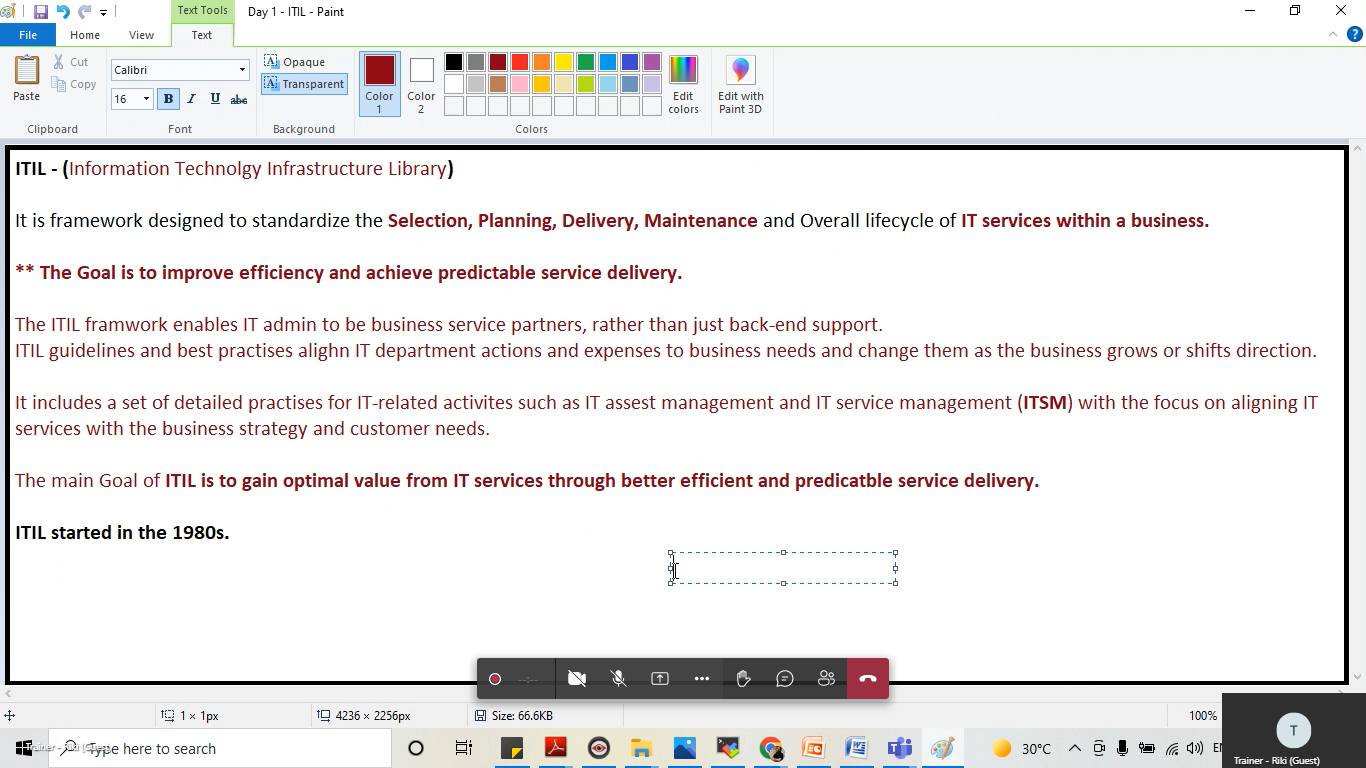 Text Tools
Day 1 - ITIL - Paint
File
Home
View
Text
Paste
Cut
Copy
Clipboard
Calibri
16
B I U abc
Font
Opaque
Transparent
Background
Color 1
Color 2
Colors
Edit colors
Edit with Paint 3D
ITIL - (Information Technolgy Infrastructure Library)
It is framework designed to standardize the Selection, Planning, Delivery, Maintenance and Overall lifecycle of IT services within a business.
** The Goal is to improve efficiency and achieve predictable service delivery.
The ITIL framwork enables IT admin to be business service partners, rather than just back-end support.
ITIL guidelines and best practises alighn IT department actions and expenses to business needs and change them as the business grows or shifts direction.
It includes a set of detailed practises for IT-related activites such as IT assest management and IT service management (ITSM) with the focus on aligning IT
services with the business strategy and customer needs.
The main Goal of ITIL is to gain optimal value from IT services through better efficient and predicatble service delivery.
ITIL started in the 1980s.
1 × 1px
4236 × 2256px
Size: 66.6KB
100%
Trainer - Riki (Guest)
Type here to search
30°C
T
Trainer - Riki (Guest)